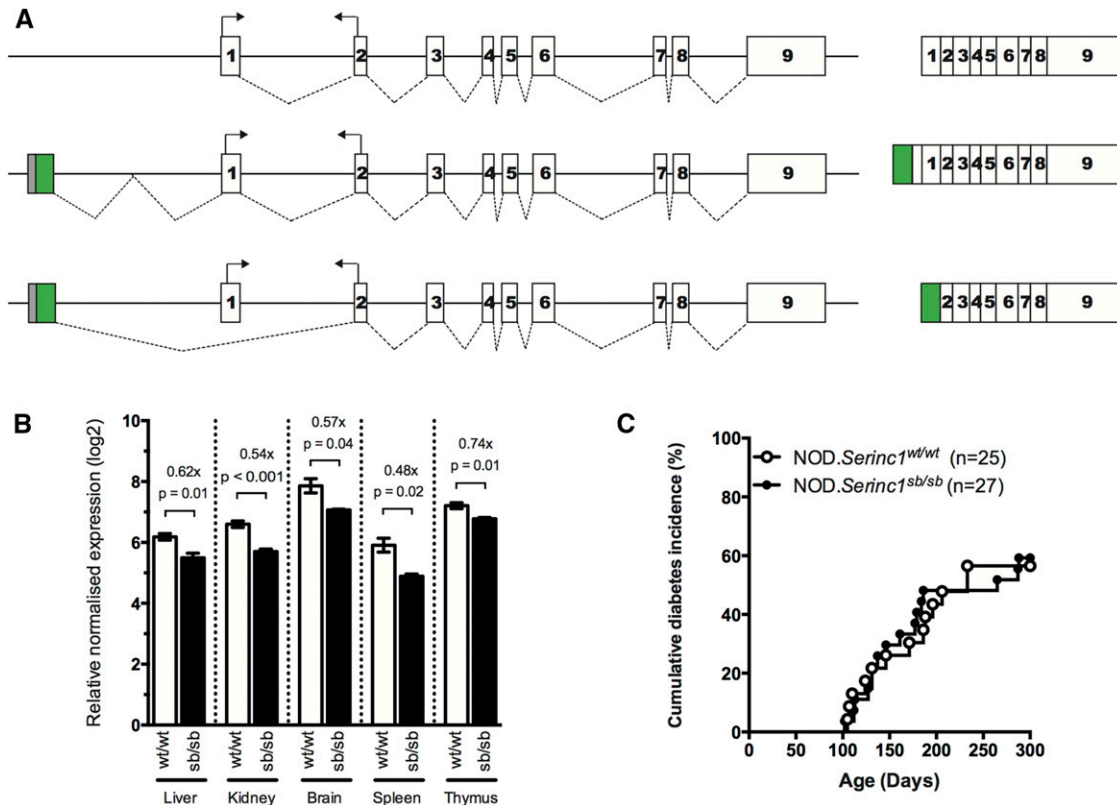 A
1 2 3 4 5 6 7 8 9
1 2 3 4 5 6 7 8 9
1 2 3 4 5 6 7 8 9
1 2 3 4 5 6 7 8 9
1 2 3 4 5 6 7 8 9
2 3 4 5 6 7 8 9
B
Relative normalised expression (log2)
10
8
6
4
2
0
0.62x
p = 0.01
0.54x
p < 0.001
0.57x
p = 0.04
0.48x
p = 0.02
0.74x
p = 0.01
wt/wt
sb/sb
wt/wt
sb/sb
wt/wt
sb/sb
wt/wt
sb/sb
wt/wt
sb/sb
Liver
Kidney
Brain
Spleen
Thymus
C
Cumulative diabetes incidence (%)
100
80
60
40
20
0
NOD.Serinc1wt/wt (n=25)
NOD.Serinc1sb/sb (n=27)
0 50 100 150 200 250 300
Age (Days)